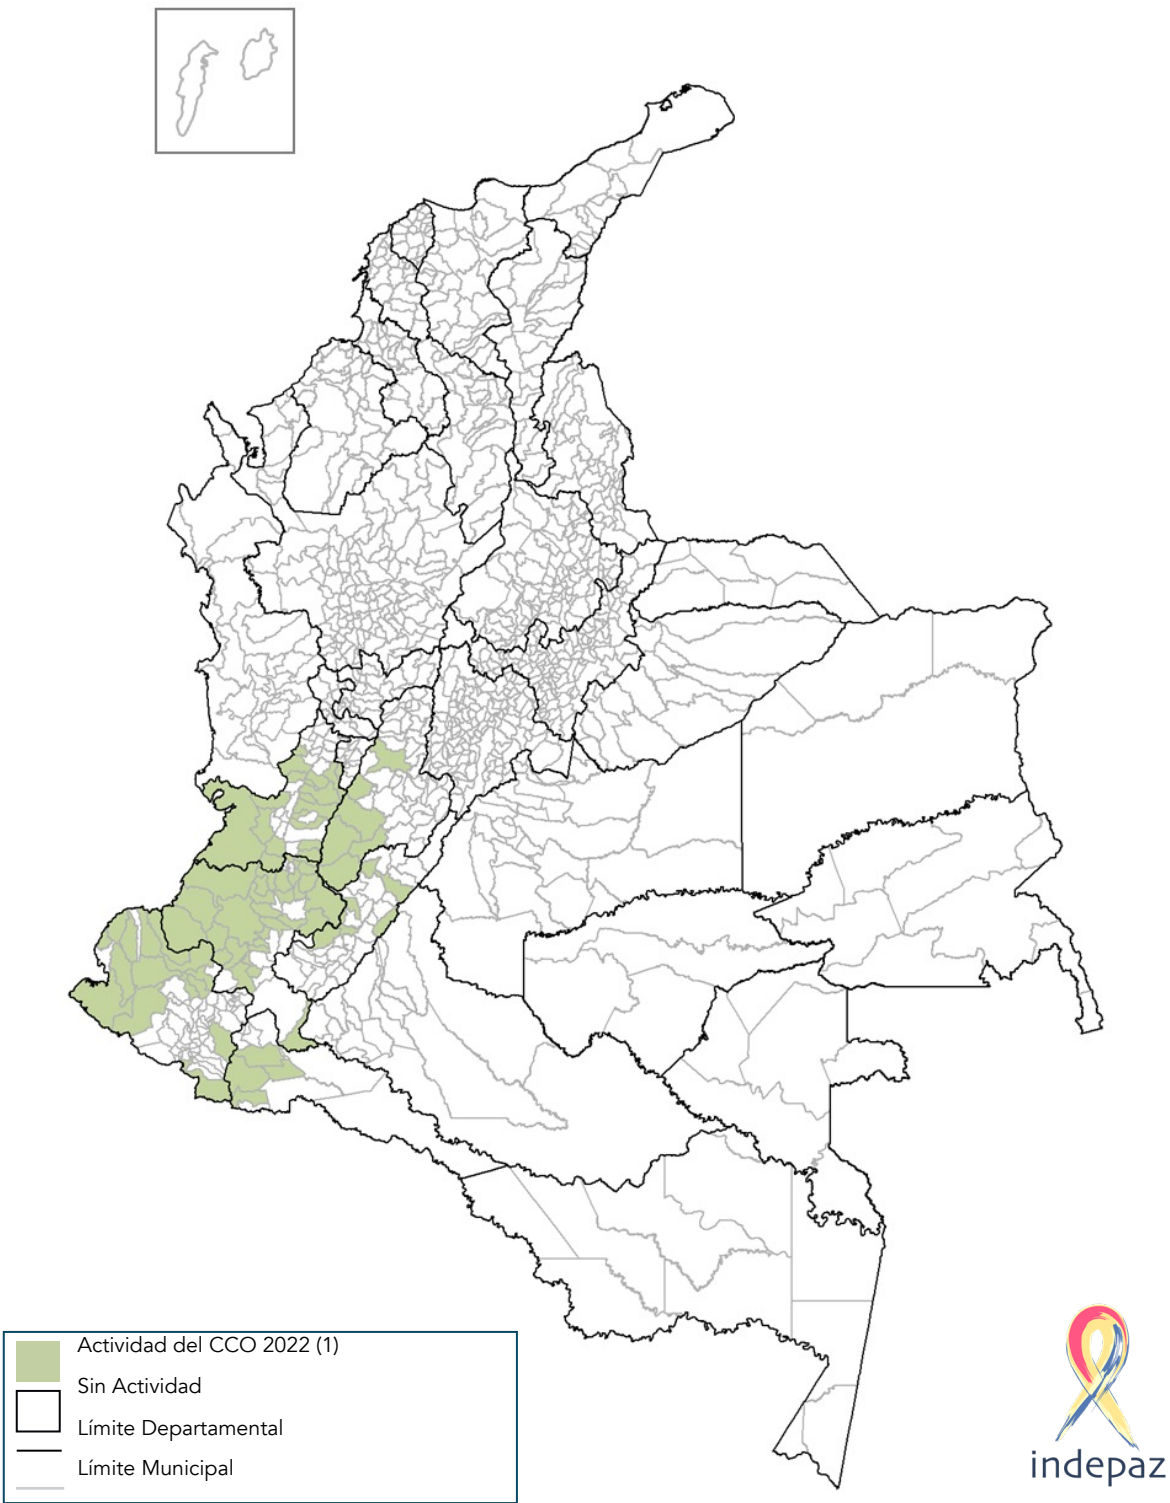 Actividad del CCO 2022 (1)
Sin Actividad
Límite Departamental
Límite Municipal
indepaz